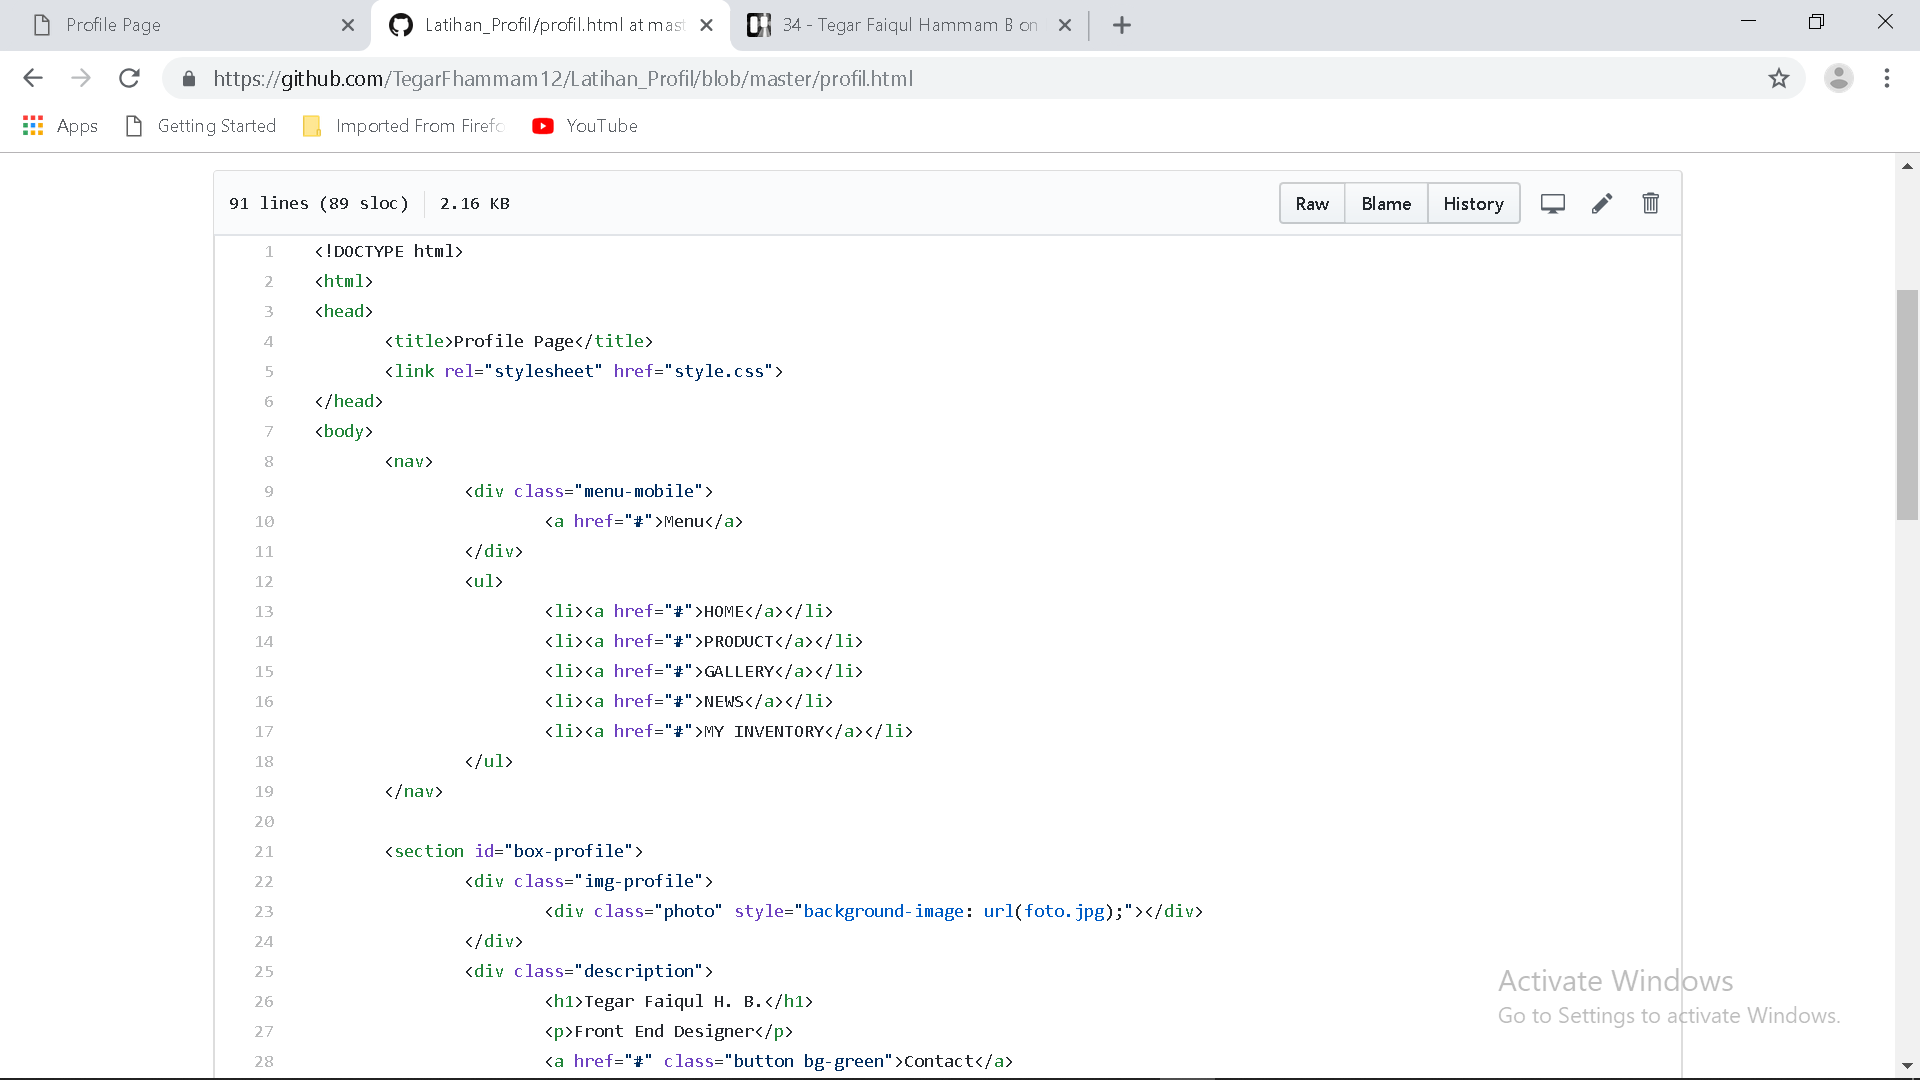 Profile Page
Latihan_Profil/profil.html at mast
34 - Tegar Faiqul Hammam B on
https://github.com/TegarFhammam12/Latihan_Profil/blob/master/profil.html
Apps
Getting Started
Imported From Firefo
YouTube
91 lines (89 sloc)
2.16 KB
Raw
Blame
History
1 <!DOCTYPE html>
2 <html>
3 <head>
4 <title>Profile Page</title>
5 <link rel="stylesheet" href="style.css">
6 </head>
7 <body>
8 <nav>
9 <div class="menu-mobile">
10 <a href="#">Menu</a>
11 </div>
12 <ul>
13 <li><a href="#">HOME</a></li>
14 <li><a href="#">PRODUCT</a></li>
15 <li><a href="#">GALLERY</a></li>
16 <li><a href="#">NEWS</a></li>
17 <li><a href="#">MY INVENTORY</a></li>
18 </ul>
19 </nav>
20
21 <section id="box-profile">
22 <div class="img-profile">
23 <div class="photo" style="background-image: url(foto.jpg);"></div>
24 </div>
25 <div class="description">
26 <h1>Tegar Faiqul H. B.</h1>
27 <p>Front End Designer</p>
28 <a href="#" class="button bg-green">Contact</a>
Activate Windows
Go to Settings to activate Windows.